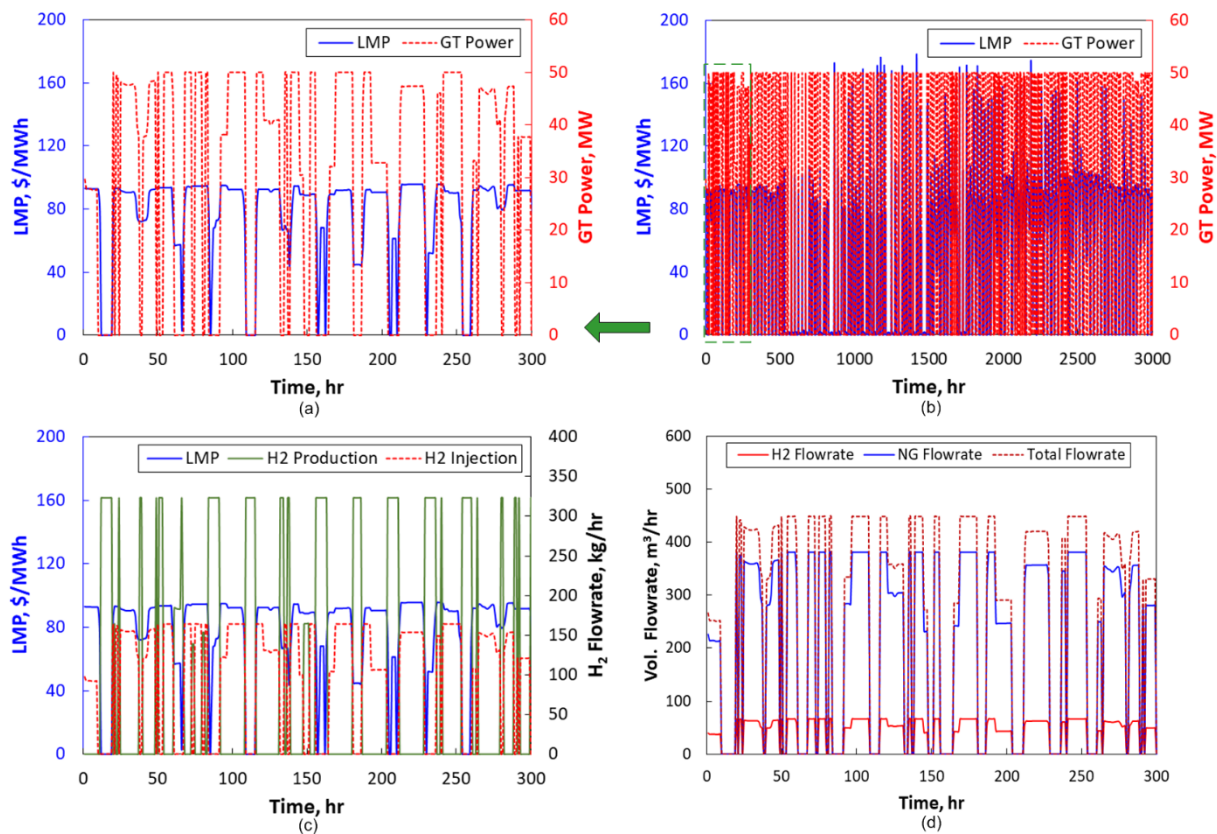 LMP GT Power
LMP, $/MWh
200
160
120
80
40
0
GT Power, MW
60
50
40
30
20
10
0
0 50 100 150 200 250 300
Time, hr
(a)
LMP GT Power
LMP, $/MWh
200
160
120
80
40
0
GT Power, MW
60
50
40
30
20
10
0
0 500 1000 1500 2000 2500 3000
Time, hr
(b)
LMP H2 Production H2 Injection
LMP, $/MWh
200
160
120
80
40
0
H₂ Flowrate, kg/hr
400
350
300
250
200
150
100
50
0
0 50 100 150 200 250 300
Time, hr
(c)
H2 Flowrate NG Flowrate Total Flowrate
Vol. Flowrate, m³/hr
600
500
400
300
200
100
0
0 50 100 150 200 250 300
Time, hr
(d)